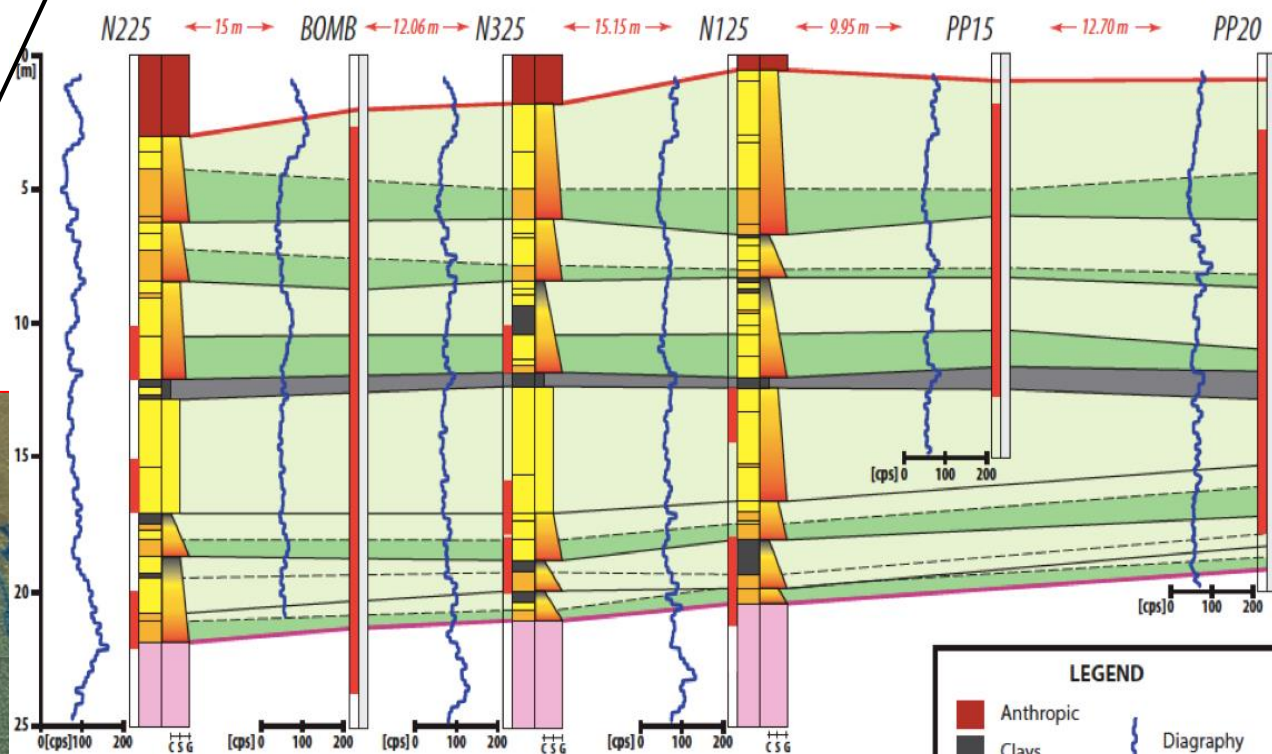 N225 15 m BOMB 12.06 m N325 15.15 m N125 9.95 m PP15 12.70 m PP20
0
[m]
5
10
15
[cps] 0 100 200
20
[cps] 0 100 200
25
0[cps]100 200
C S G
[cps] 0 100 200
[cps] 0 100 200
C S G
[cps] 0 100 200
C S G
LEGEND
Anthropic
Clays
Diagraphy